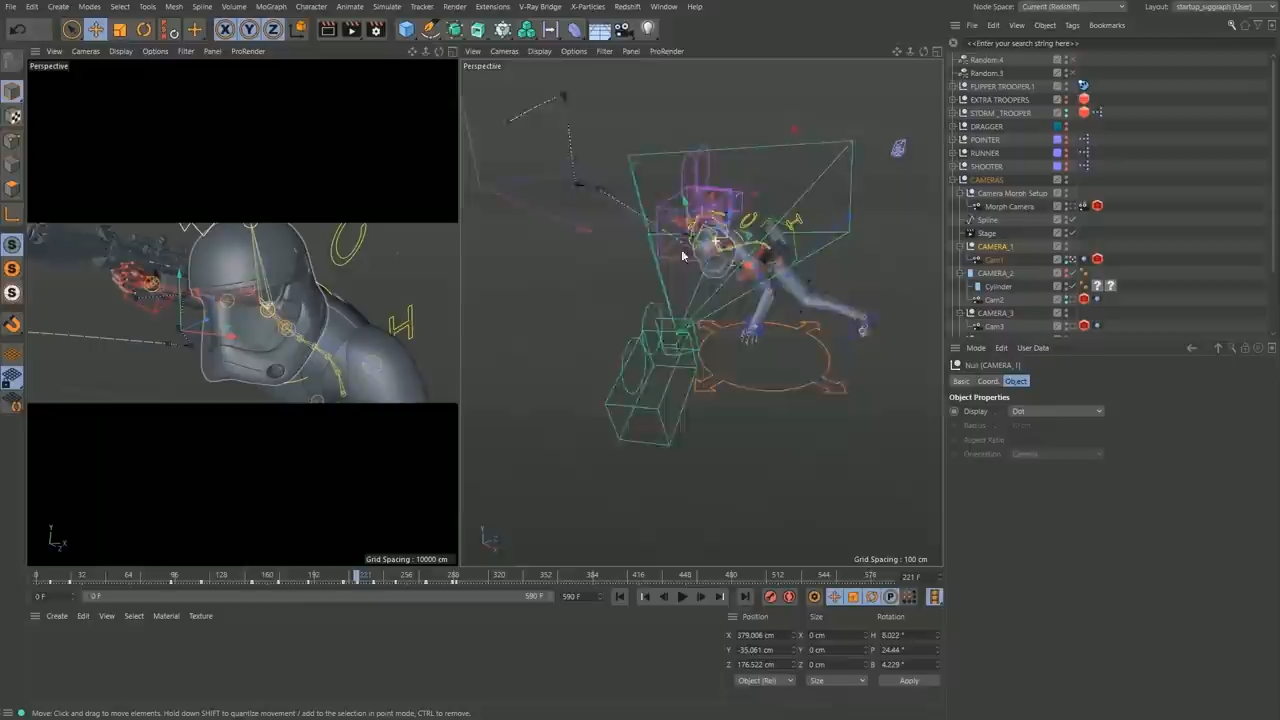 File Edit Create Modes Select Tools Mesh Spline Volume MoGraph Character Animate Simulate Tracker Render Extensions V-Ray Bridge X-Particles Redshift Window Help
Node Space: Current (Redshift) Layout: startup_siggraph (User)
X Y Z
File Edit View Object Tags Bookmarks
<<Enter your search string here>>
View Cameras Display Options Filter Panel ProRender
View Cameras Display Options Filter Panel ProRender
Perspective
Perspective
Random.4
Random.3
FLIPPER TROOPER.1
EXTRA TROOPERS
STORM _TROOPER
DRAGGER
POINTER
RUNNER
SHOOTER
CAMERAS
Camera Morph Setup
Morph Camera
Spline
Stage
CAMERA_1
Cam1
CAMERA_2
Cylinder
Cam2
CAMERA_3
Cam3
H
H
Mode Edit User Data
Null [CAMERA_1]
Basic Coord. Object
Object Properties
Display Dot
Radius
Aspect Ratio
Orientation Camera
Y
X
Z
Y
Grid Spacing : 10000 cm
Grid Spacing : 100 cm
0 32 64 96 128 160 192 221 256 288 320 352 384 416 448 480 512 544 576 221 F
0 F 0 F 590 F 590 F
Create Edit View Select Material Texture
Position Size Rotation
X 379.006 cm X 0 cm H 8.022 °
Y -35.061 cm Y 0 cm P 24.44 °
Z 176.522 cm Z 0 cm B 4.229 °
Object (Rel) Size Apply
Move: Click and drag to move elements. Hold down SHIFT to quantize movement / add to the selection in point mode, CTRL to remove.